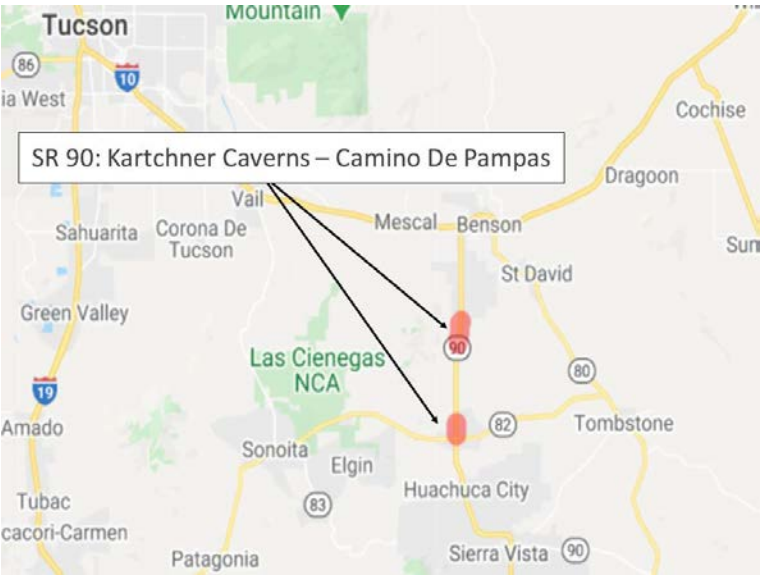 Mountain
Tucson
86
10
ia West
Cochise
SR 90: Kartchner Caverns – Camino De Pampas
Dragoon
Vail
Mescal
Benson
Sahuarita
Corona De
Tucson
Sun
St David
Green Valley
90
Las Cienegas
NCA
80
19
82
Amado
Tombstone
Sonoita
Elgin
Huachuca City
83
Tubac
cacori-Carmen
Sierra Vista
90
Patagonia